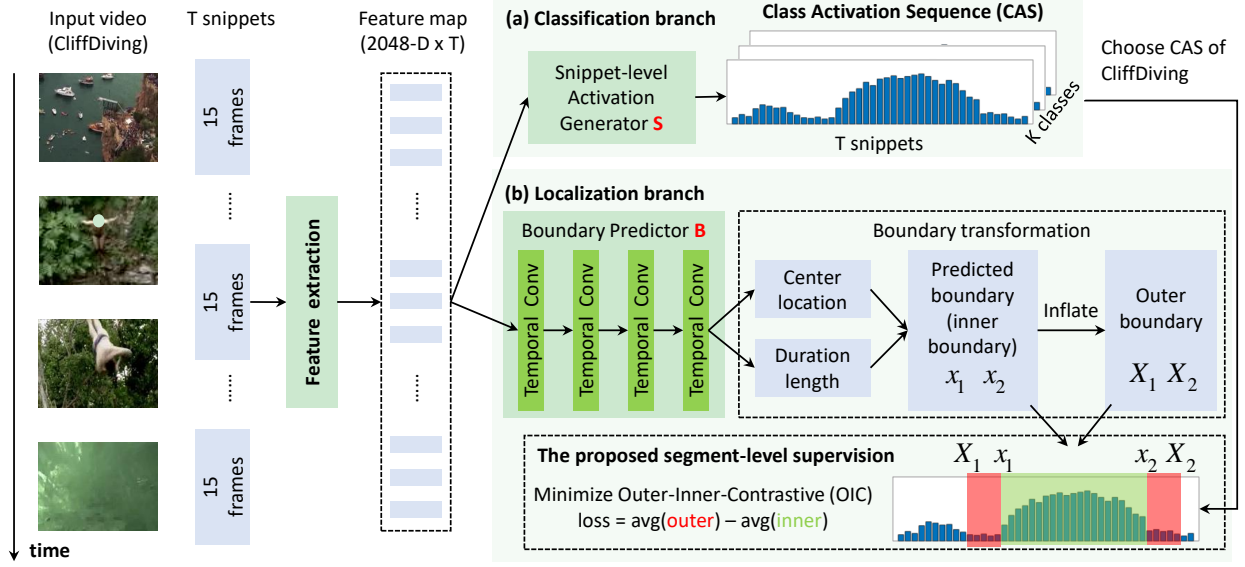 Input video
(CliffDiving)
T snippets
Feature map
(2048-D x T)
15
frames
......
15
frames
......
15
frames
time
Feature extraction
......
......
(a) Classification branch
Class Activation Sequence (CAS)
Snippet-level
Activation
Generator S
T snippets
K classes
Choose CAS of
CliffDiving
(b) Localization branch
Boundary Predictor B
Temporal Conv
Temporal Conv
Temporal Conv
Temporal Conv
Boundary transformation
Center
location
Duration
length
Predicted
boundary
(inner
boundary)
x₁ x₂
Inflate
Outer
boundary
X₁ X₂
The proposed segment-level supervision
Minimize Outer-Inner-Contrastive (OIC)
loss = avg(outer) – avg(inner)
X₁ x₁ x₂ X₂